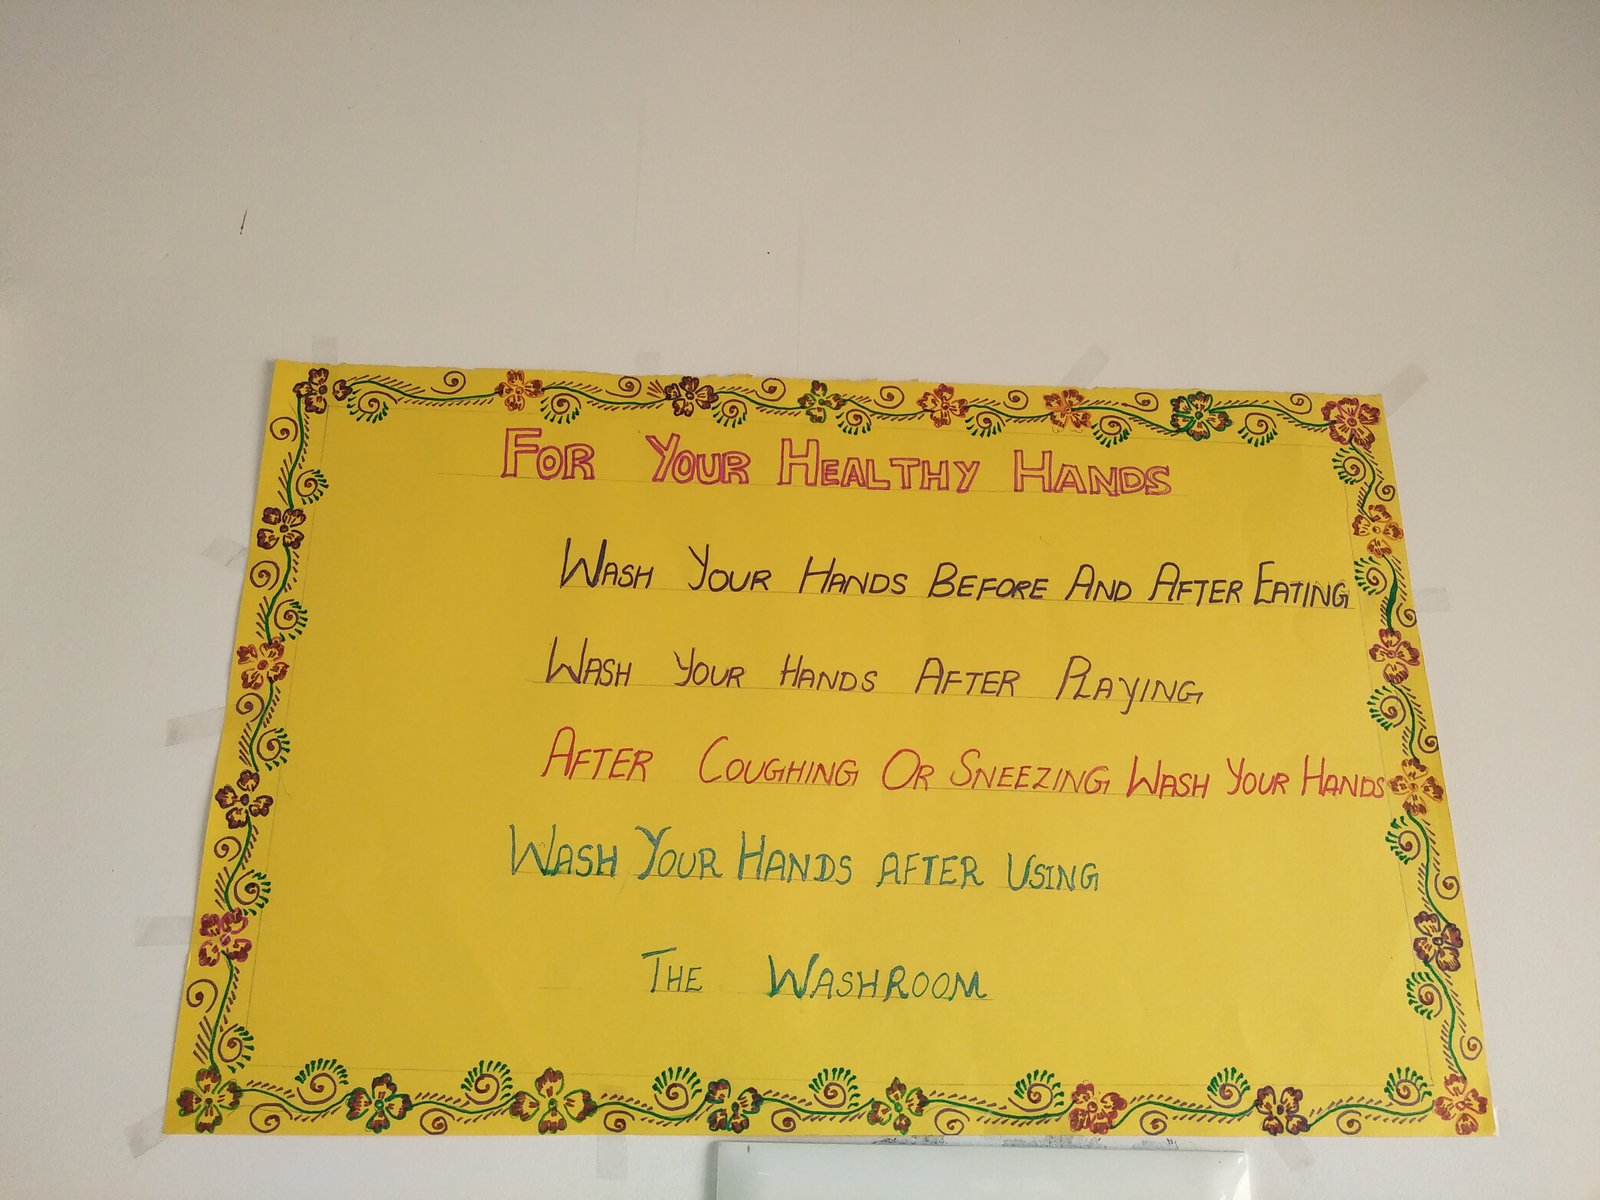 For Your Healthy Hands
Wash Your Hands Before And After Eating
Wash Your Hands After Playing
After Coughing Or Sneezing Wash Your Hands
Wash Your Hands After Using
The Washroom